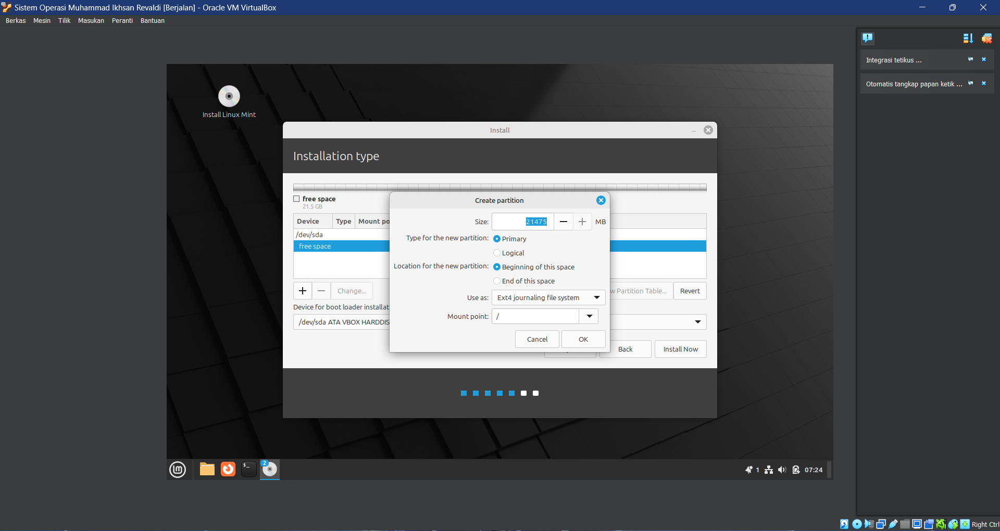 Sistem Operasi Muhammad Ikhsan Revaldi [Berjalan] - Oracle VM VirtualBox
Berkas Mesin Tilik Masukan Peranti Bantuan
Integrasi tetikus ...
Otomatis tangkap papan ketik ...
Install Linux Mint
Install
Installation type
free space
21.5 GB
Device Type Mount po
/dev/sda
free space
Change...
w Partition Table... Revert
Device for boot loader installat
/dev/sda ATA VBOX HARDDIS
Back Install Now
Create partition
Size: 21475 MB
Type for the new partition: Primary
Logical
Location for the new partition: Beginning of this space
End of this space
Use as: Ext4 journaling file system
Mount point: /
Cancel OK
$_
2
lm
1 07:24
Right Ctrl